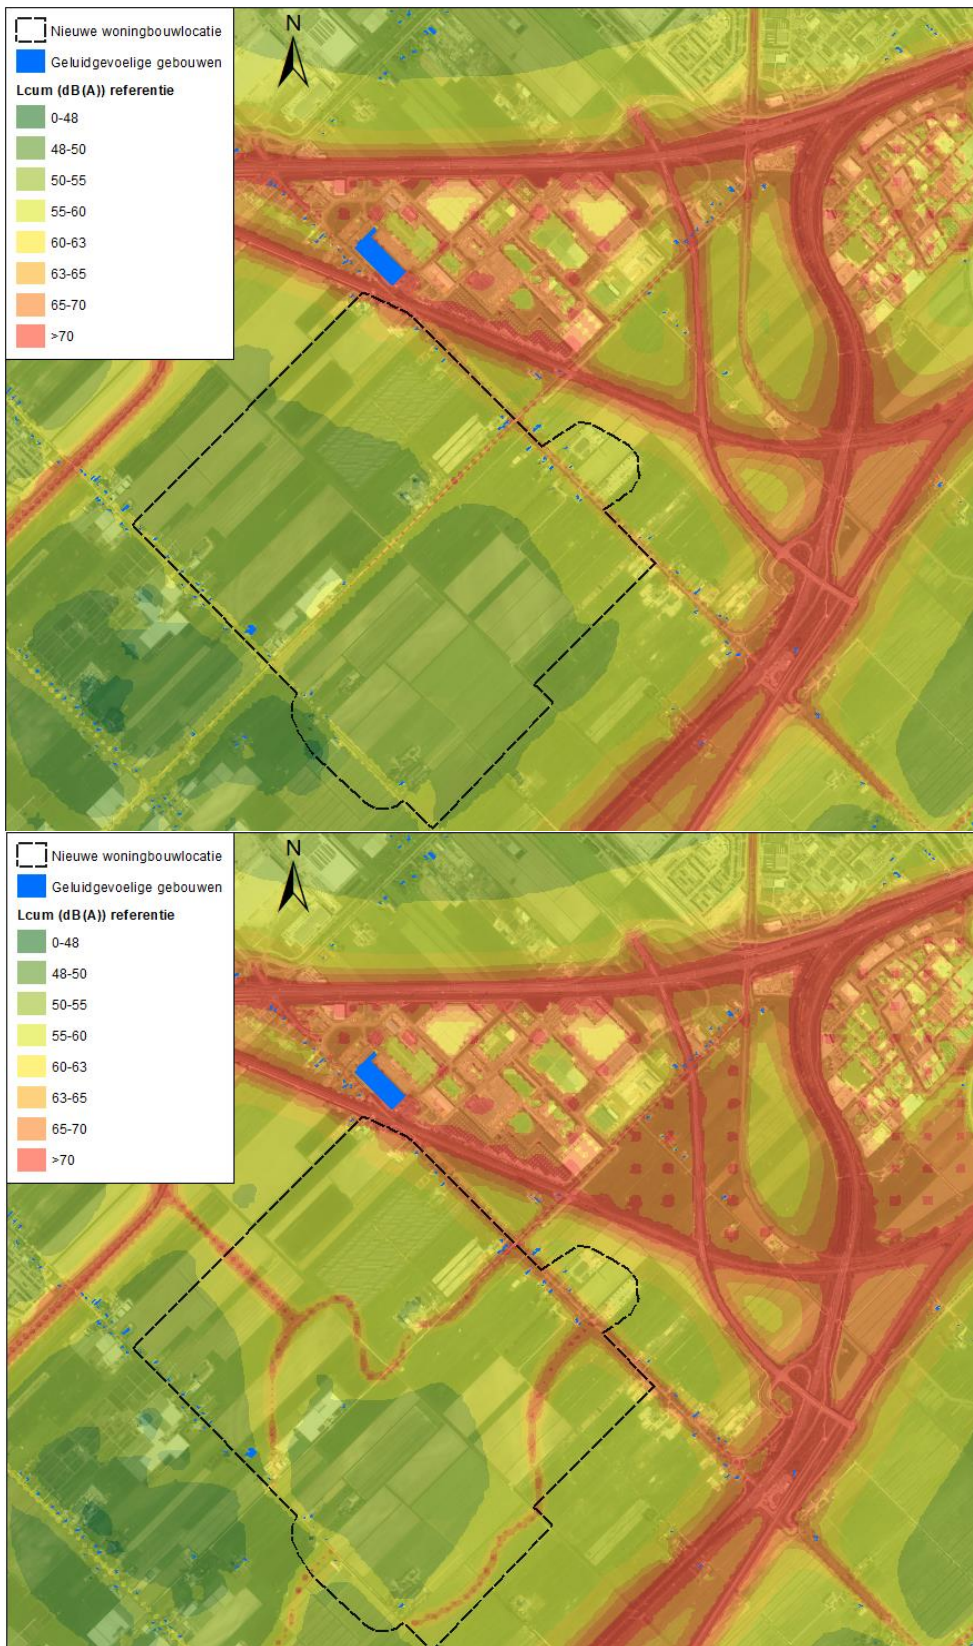 Nieuwe woningbouwlocatie
N
Geluidgevoelige gebouwen
Lcum (dB(A)) referentie
0-48
48-50
50-55
55-60
60-63
63-65
65-70
>70
Nieuwe woningbouwlocatie
N
Geluidgevoelige gebouwen
Lcum (dB(A)) referentie
0-48
48-50
50-55
55-60
60-63
63-65
65-70
>70